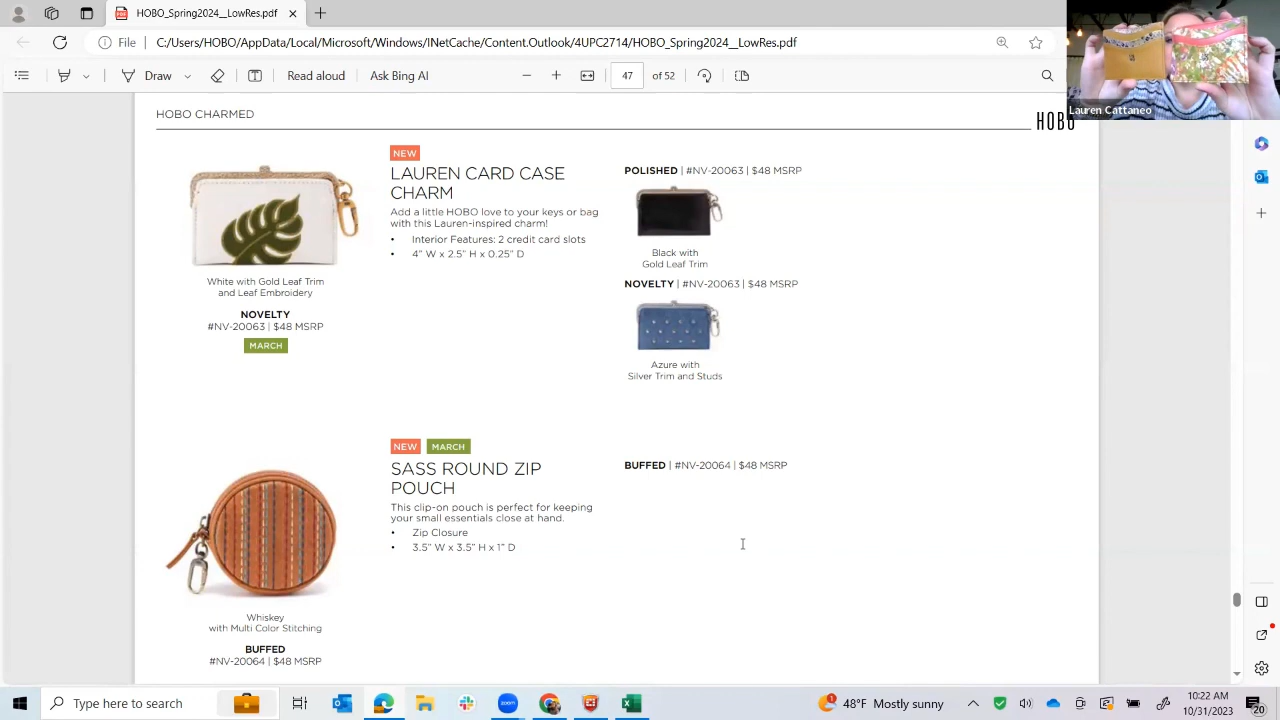 HOBO_Spring2024__LowRes.pdf
File
C:/Users/HOBO/AppData/Local/Microsoft/Windows/INetCache/Content.Outlook/4UPC2714/HOBO_Spring2024__LowRes.pdf
Draw
Read aloud
Ask Bing AI
47
of 52
Lauren Cattaneo
HOBO CHARMED
HOBO
NEW
LAUREN CARD CASE
CHARM
Add a little HOBO love to your keys or bag
with this Lauren-inspired charm!
• Interior Features: 2 credit card slots
• 4” W x 2.5” H x 0.25” D
White with Gold Leaf Trim
and Leaf Embroidery
NOVELTY
#NV-20063 | $48 MSRP
MARCH
POLISHED | #NV-20063 | $48 MSRP
Black with
Gold Leaf Trim
NOVELTY | #NV-20063 | $48 MSRP
Azure with
Silver Trim and Studs
NEW MARCH
SASS ROUND ZIP
POUCH
This clip-on pouch is perfect for keeping
your small essentials close at hand.
• Zip Closure
• 3.5” W x 3.5” H x 1” D
BUFFED | #NV-20064 | $48 MSRP
Whiskey
with Multi Color Stitching
BUFFED
#NV-20064 | $48 MSRP
Type here to search
zoom
48°F Mostly sunny
10:22 AM
10/31/2023
20